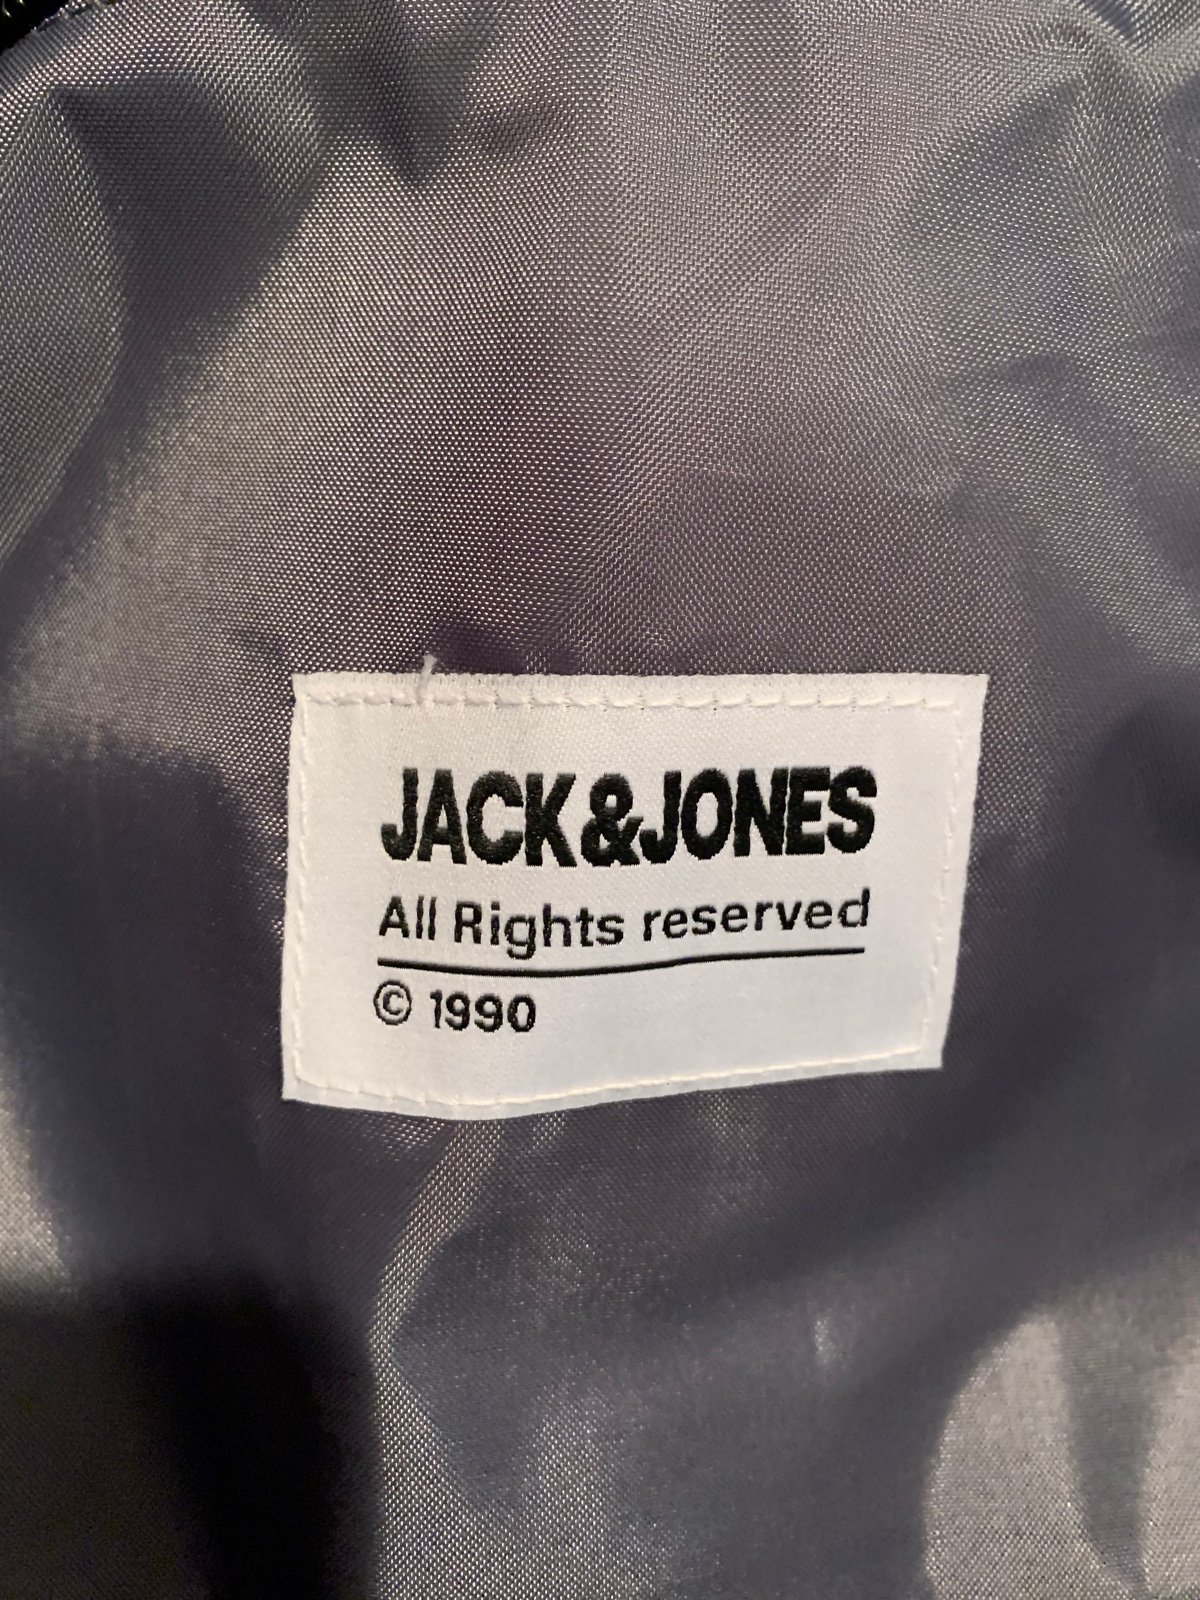 JACK&JONES
All Rights reserved
© 1990